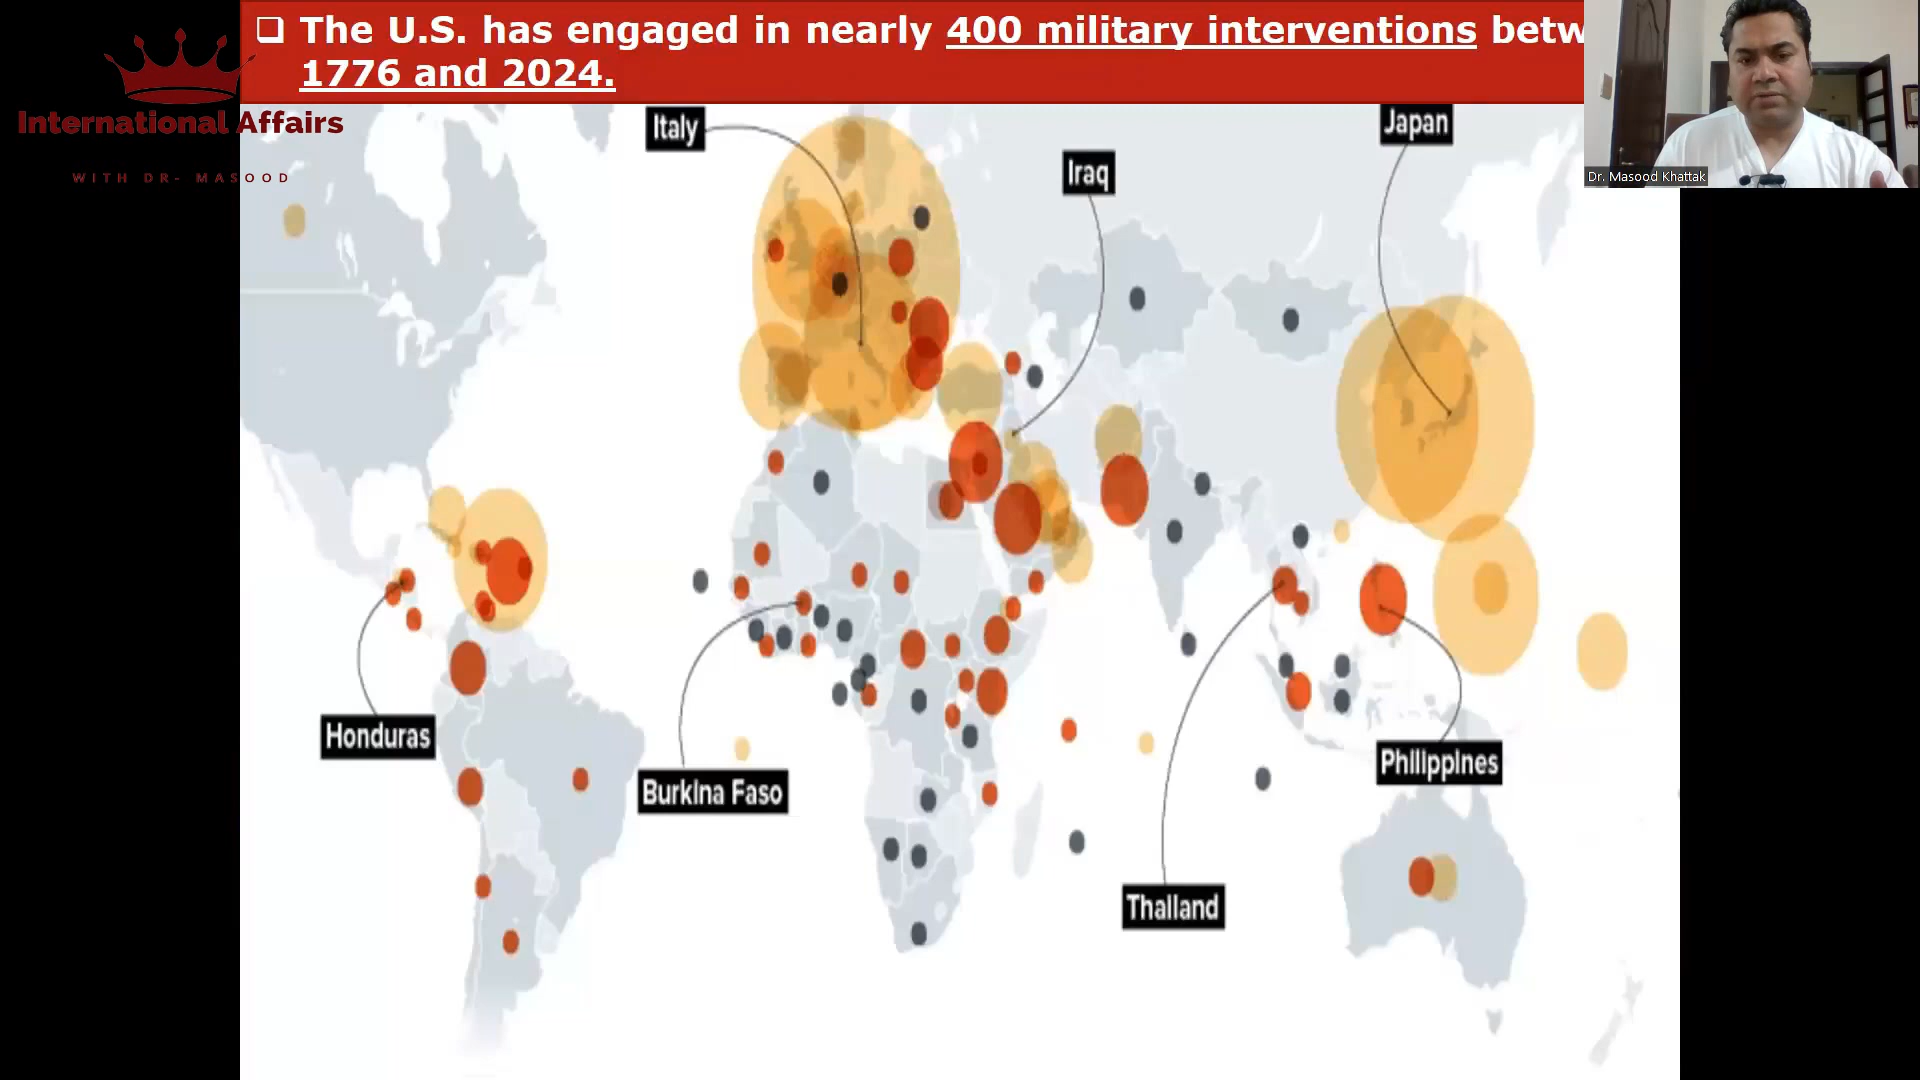 ❑ The U.S. has engaged in nearly 400 military interventions betw
1776 and 2024.
International Affairs
WITH DR- MASOOD
Dr. Masood Khattak
Italy
Japan
Iraq
Honduras
Burkina Faso
Philippines
Thailand